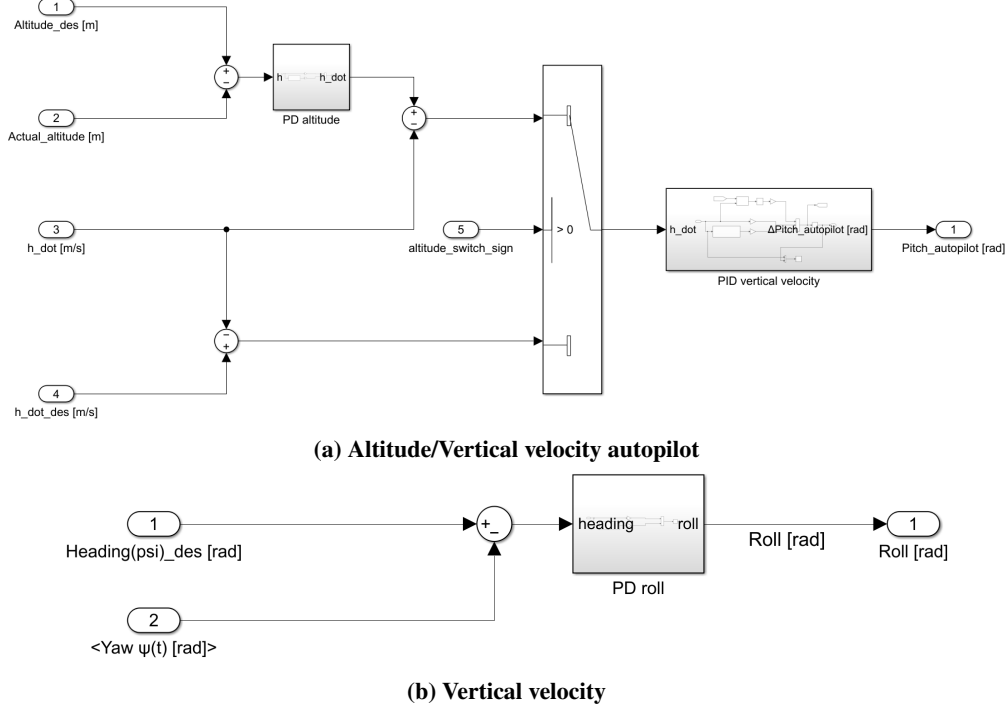 1
Altitude_des [m]
+
−
h
h_dot
PD altitude
2
Actual_altitude [m]
+
−
3
h_dot [m/s]
5
altitude_switch_sign
> 0
h_dot
ΔPitch_autopilot [rad]
PID vertical velocity
1
Pitch_autopilot [rad]
−
+
4
h_dot_des [m/s]
(a) Altitude/Vertical velocity autopilot
1
Heading(psi)_des [rad]
+
−
heading
roll
PD roll
Roll [rad]
1
Roll [rad]
2
<Yaw ψ(t) [rad]>
(b) Vertical velocity